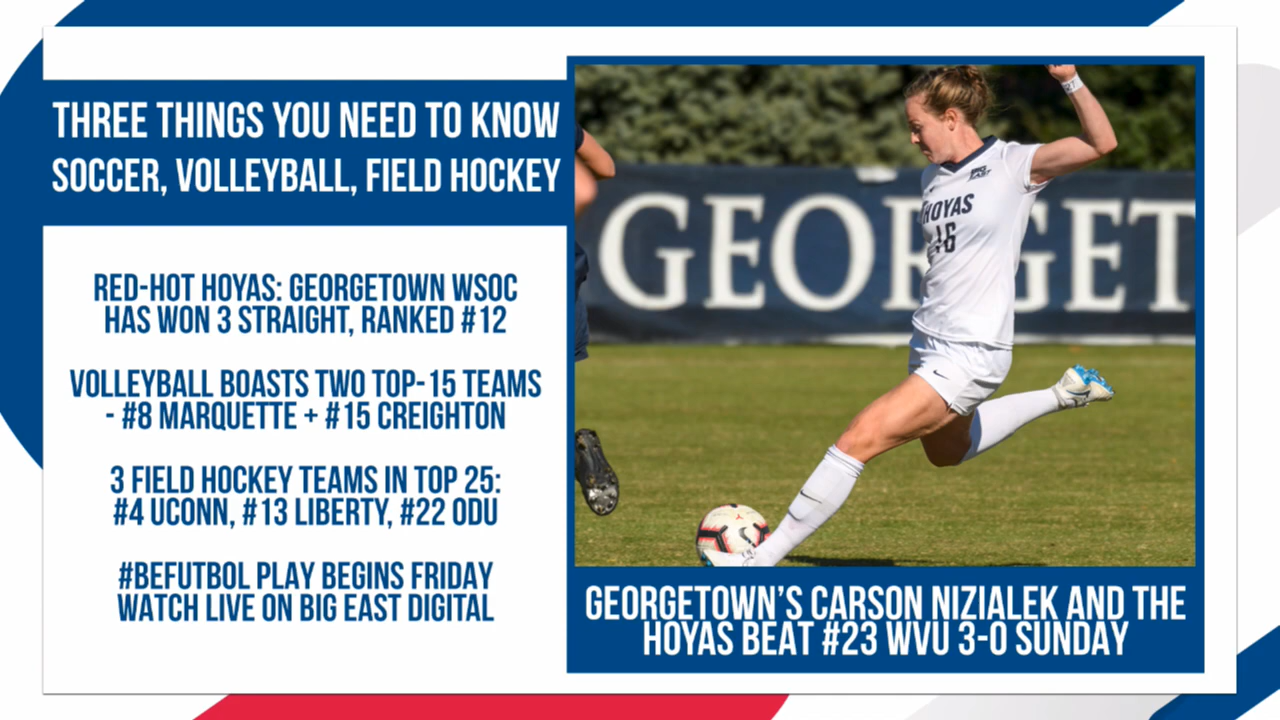 THREE THINGS YOU NEED TO KNOW
SOCCER, VOLLEYBALL, FIELD HOCKEY
RED-HOT HOYAS: GEORGETOWN WSOC
HAS WON 3 STRAIGHT, RANKED #12
VOLLEYBALL BOASTS TWO TOP-15 TEAMS
- #8 MARQUETTE + #15 CREIGHTON
3 FIELD HOCKEY TEAMS IN TOP 25:
#4 UCONN, #13 LIBERTY, #22 ODU
#BEFUTBOL PLAY BEGINS FRIDAY
WATCH LIVE ON BIG EAST DIGITAL
GEORGET
BIG
EAST
HOYAS
16
GEORGETOWN'S CARSON NIZIALEK AND THE
HOYAS BEAT #23 WVU 3-0 SUNDAY